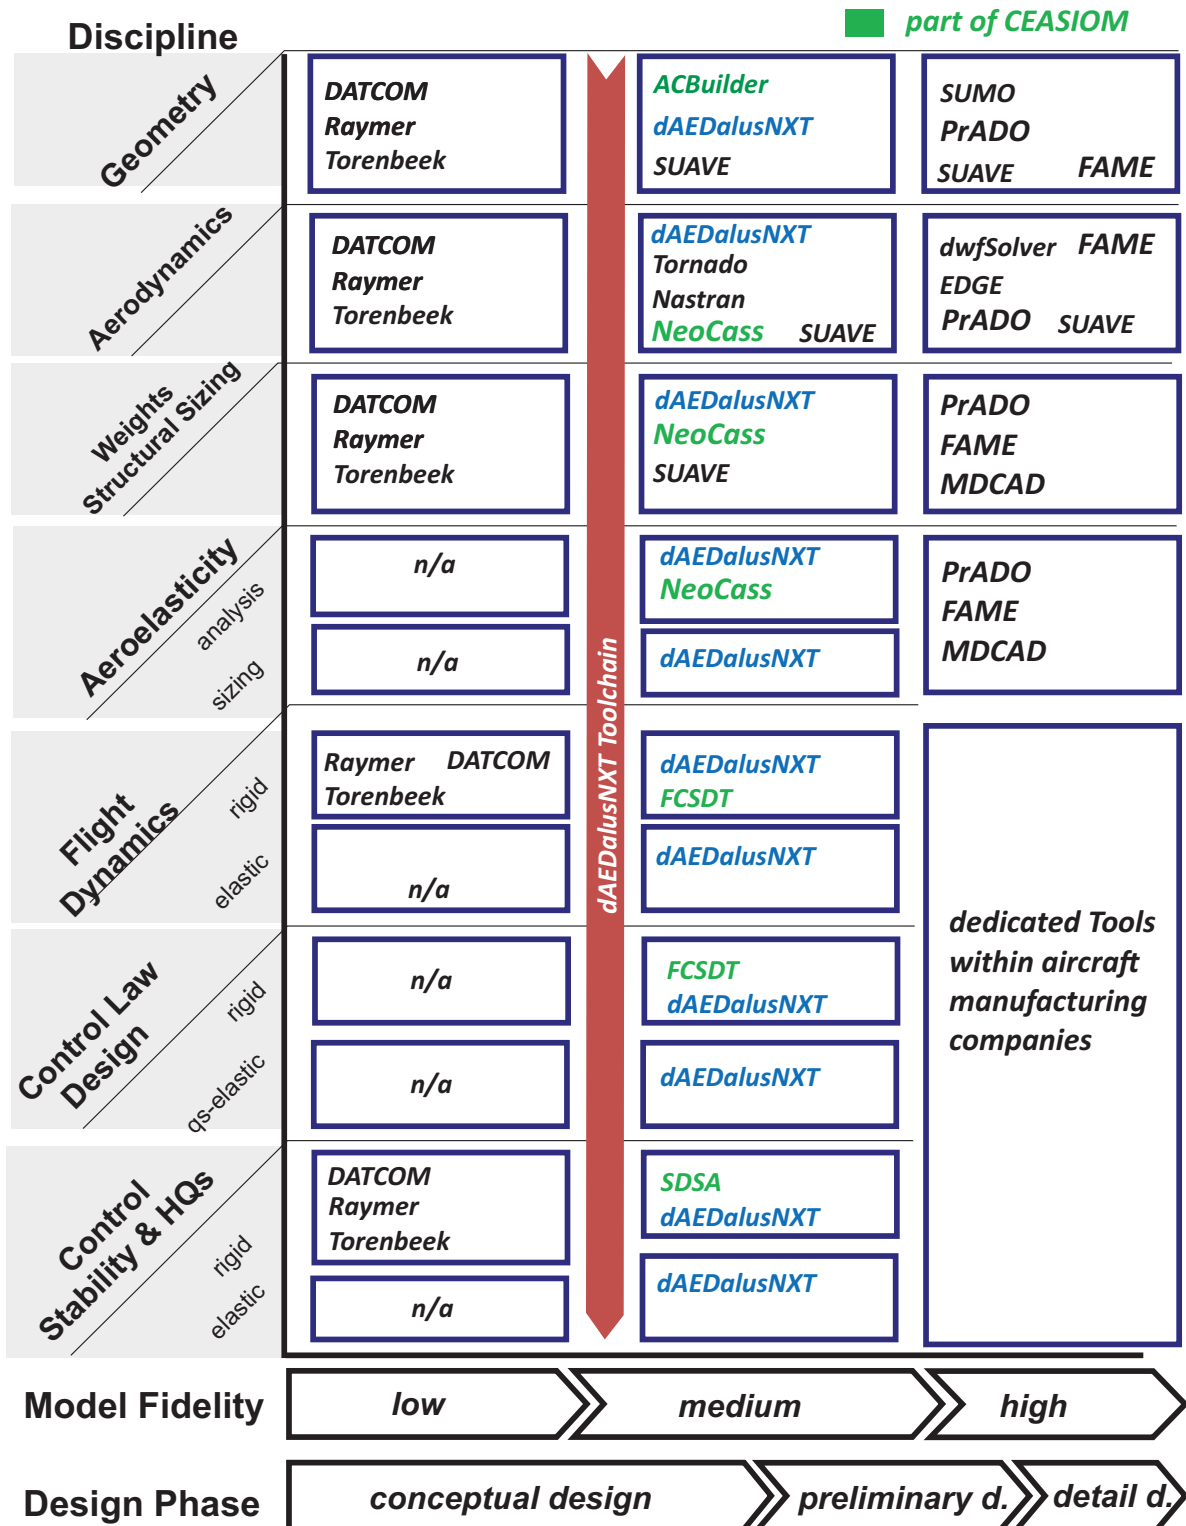 part of CEASIOM
Discipline
Geometry
DATCOM
Raymer
Torenbeek
ACBuilder
dAEDalusNXT
SUAVE
SUMO
PrADO
SUAVE FAME
Aerodynamics
DATCOM
Raymer
Torenbeek
dAEDalusNXT
Tornado
Nastran
NeoCass SUAVE
dwfSolver FAME
EDGE
PrADO SUAVE
Weights
Structural Sizing
DATCOM
Raymer
Torenbeek
dAEDalusNXT
NeoCass
SUAVE
PrADO
FAME
MDCAD
Aeroelasticity
analysis
sizing
n/a
n/a
dAEDalusNXT
NeoCass
dAEDalusNXT
PrADO
FAME
MDCAD
dAEDalusNXT Toolchain
Flight
Dynamics
rigid
elastic
Raymer DATCOM
Torenbeek
n/a
dAEDalusNXT
FCSDT
dAEDalusNXT
dedicated Tools
within aircraft
manufacturing
companies
Control Law
Design
rigid
qs-elastic
n/a
n/a
FCSDT
dAEDalusNXT
dAEDalusNXT
Control
Stability & HQs
rigid
elastic
DATCOM
Raymer
Torenbeek
n/a
SDSA
dAEDalusNXT
dAEDalusNXT
Model Fidelity
low
medium
high
Design Phase
conceptual design
preliminary d.
detail d.